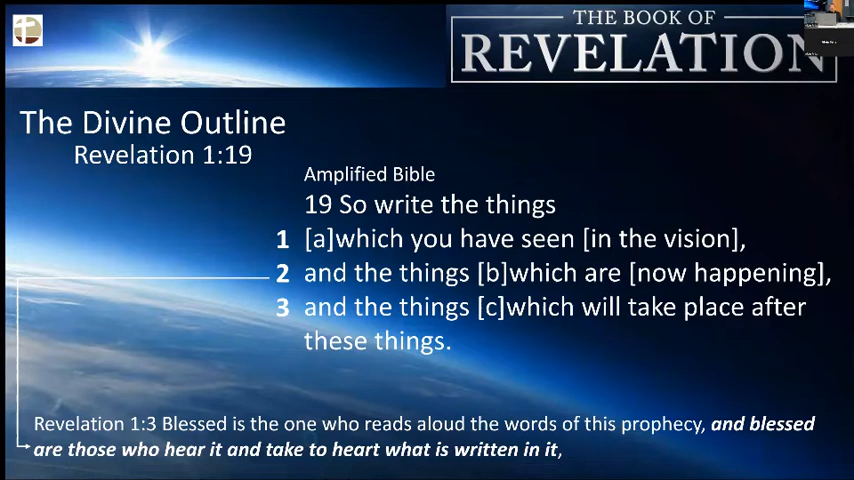 THE BOOK OF
REVELATION
The Divine Outline
Revelation 1:19
Amplified Bible
19 So write the things
1 [a]which you have seen [in the vision],
2 and the things [b]which are [now happening],
3 and the things [c]which will take place after
these things.
Revelation 1:3 Blessed is the one who reads aloud the words of this prophecy, and blessed
are those who hear it and take to heart what is written in it,